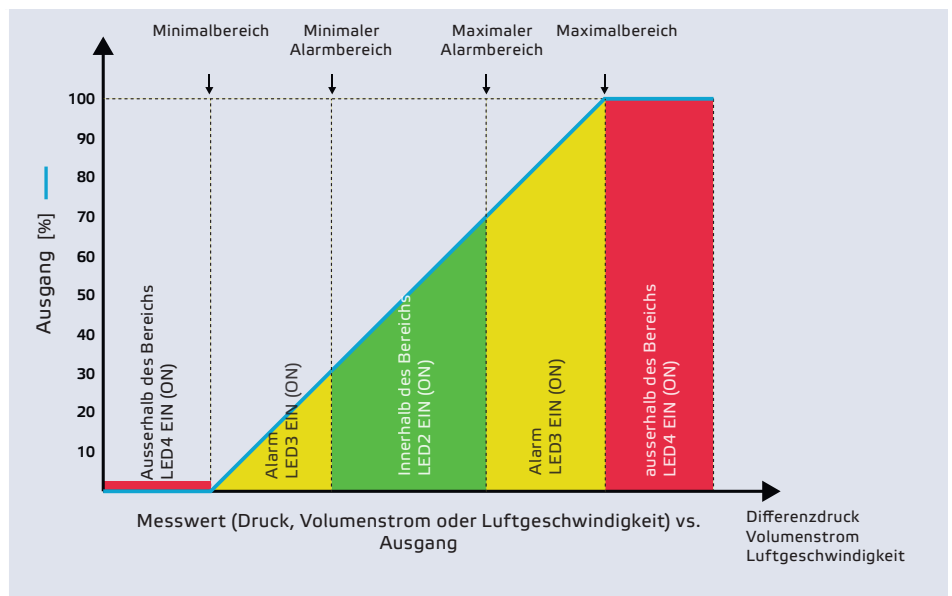 Minimalbereich
Minimaler
Alarmbereich
Maximaler
Alarmbereich
Maximalbereich
100
90
80
70
60
50
40
30
20
10
Ausgang [%]
Ausserhalb des Bereichs
LED4 EIN (ON)
Alarm
LED3 EIN (ON)
Innerhalb des Bereichs
LED2 EIN (ON)
Alarm
LED3 EIN (ON)
ausserhalb des Bereichs
LED4 EIN (ON)
Messwert (Druck, Volumenstrom oder Luftgeschwindigkeit) vs.
Ausgang
Differenzdruck
Volumenstrom
Luftgeschwindigkeit